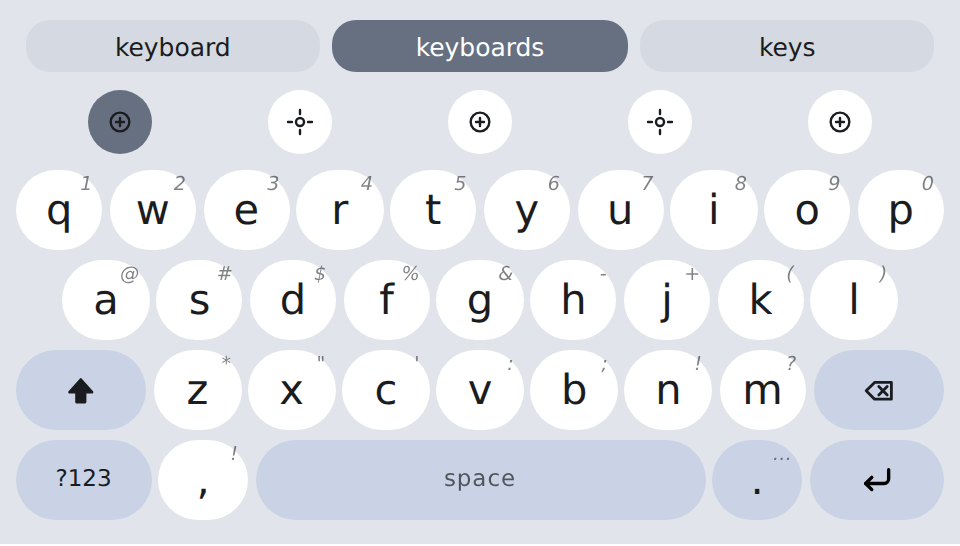 keyboard keyboards keys
q 1 w 2 e 3 r 4 t 5 y 6 u 7 i 8 o 9 p 0
a @ s # d $ f % g & h - j + k ( l )
z * x " c ' v : b ; n ! m ?
?123 , ! space . ...